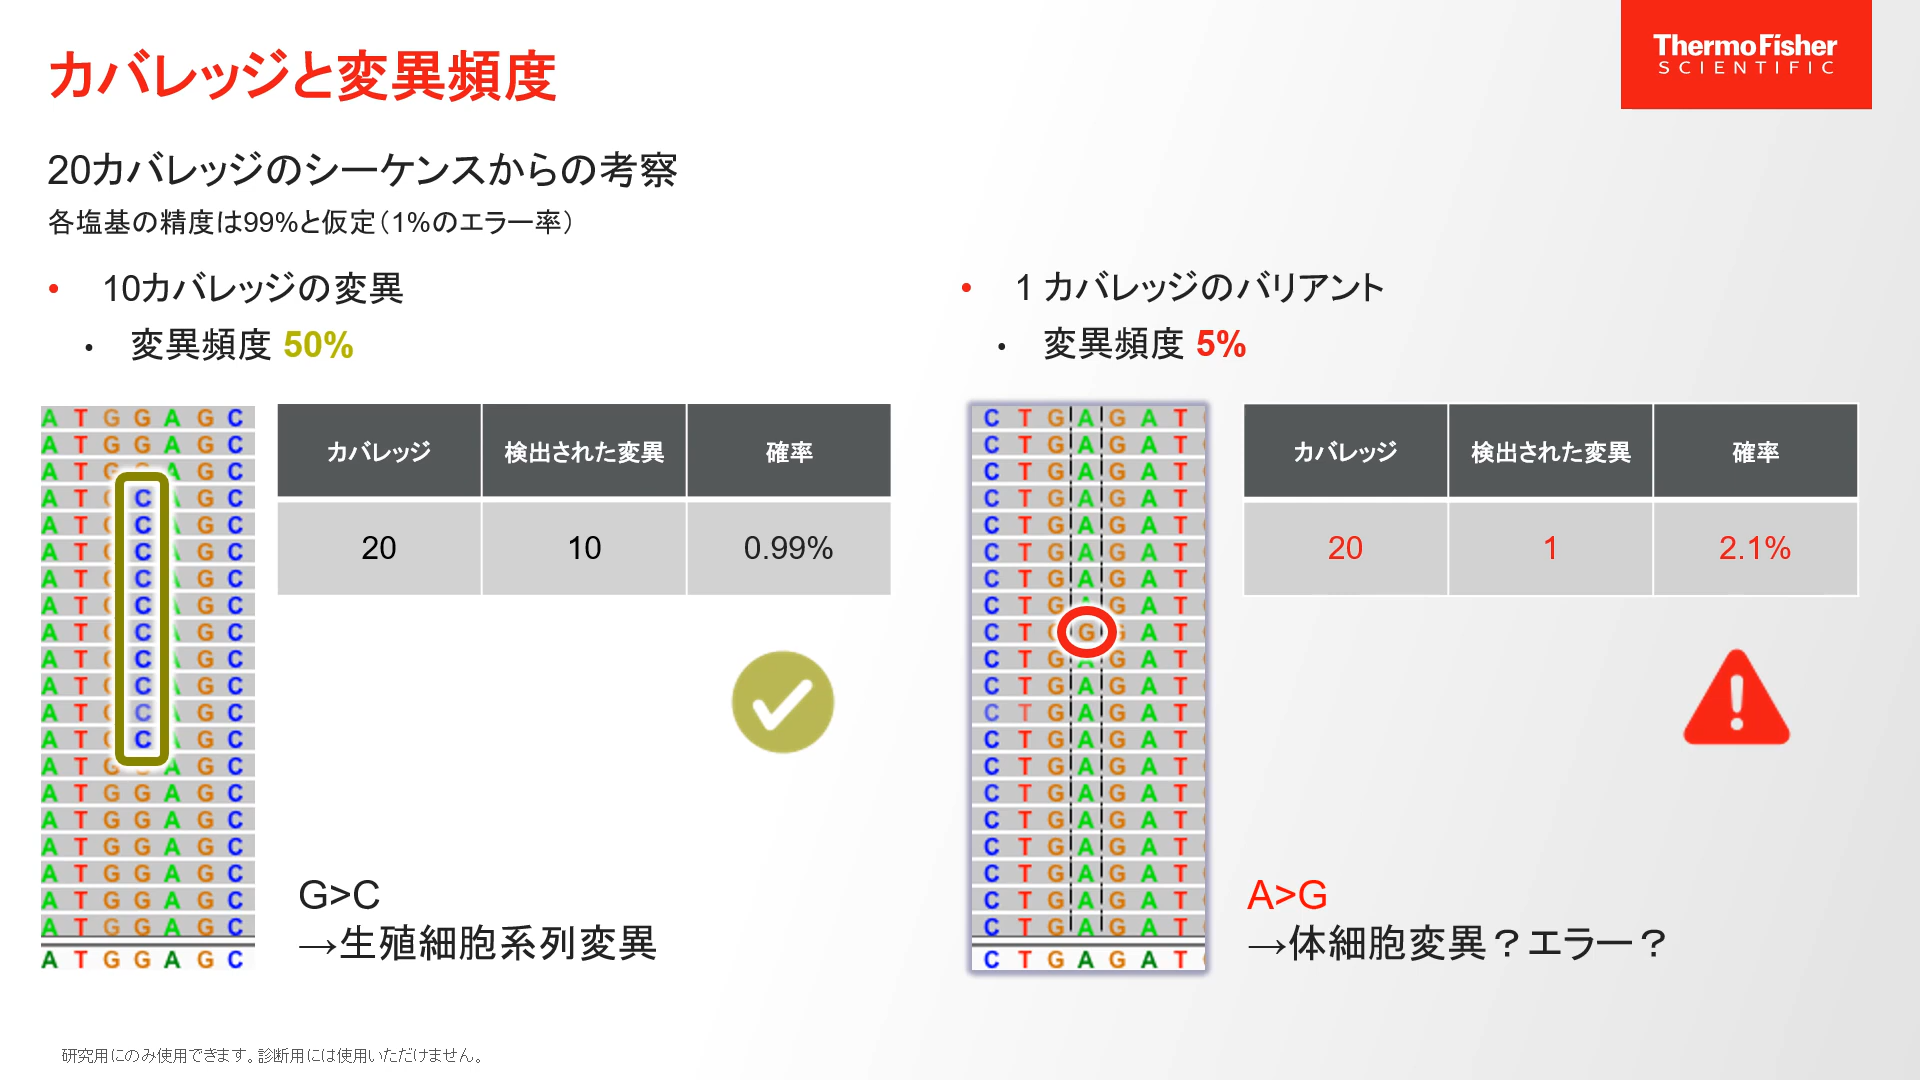 カバレッジと変異頻度
ThermoFisher
SCIENTIFIC
20カバレッジのシーケンスからの考察
各塩基の精度は99%と仮定（1%のエラー率）
• 10カバレッジの変異
• 変異頻度 50%
A T G G A G C
A T G G A G C
A T G G A G C
A T C G C
A T C G C
A T C G C
A T C G C
A T C G C
A T C G C
A T C G C
A T C G C
A T C G C
A T C G C
A T G A G C
A T G G A G C
A T G G A G C
A T G G A G C
A T G G A G C
A T G G A G C
A T G G A G C
A T G G A G C
カバレッジ 検出された変異 確率
20 10 0.99%
G>C
→生殖細胞系列変異
• 1 カバレッジのバリアント
• 変異頻度 5%
C T G A G A T
C T G A G A T
C T G A G A T
C T G A G A T
C T G A G A T
C T G A G A T
C T G A G A T
C T G A G A T
C T G A T
C T G A G A T
C T G A G A T
C T G A G A T
C T G A G A T
C T G A G A T
C T G A G A T
C T G A G A T
C T G A G A T
C T G A G A T
C T G A G A T
C T G A G A T
C T G A G A T
カバレッジ 検出された変異 確率
20 1 2.1%
A>G
→体細胞変異？エラー？
研究用にのみ使用できます。診断用には使用いただけません。